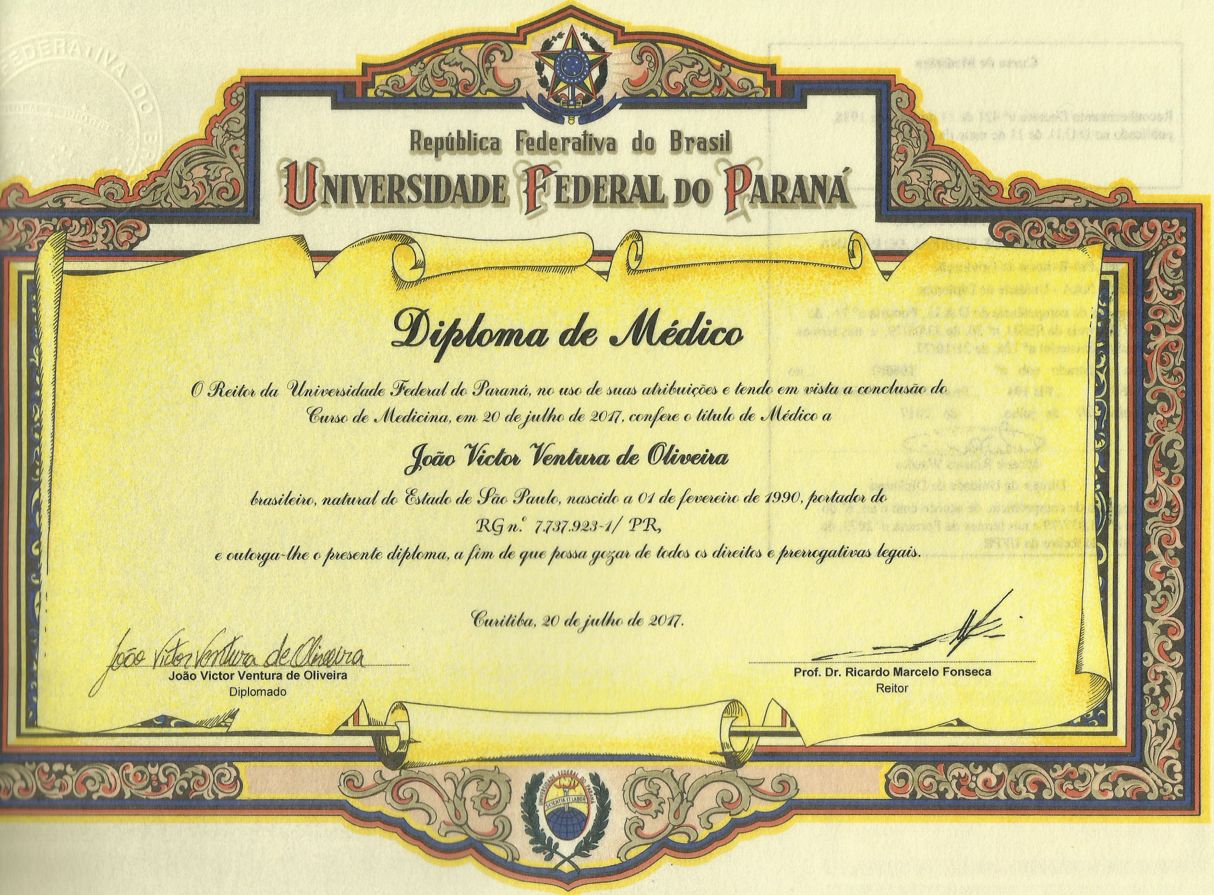 República Federativa do Brasil
UNIVERSIDADE FEDERAL DO PARANÁ
Diploma de Médico
O Reitor da Universidade Federal do Paraná, no uso de suas atribuições e tendo em vista a conclusão do
Curso de Medicina, em 20 de julho de 2017, confere o título de Médico a
João Victor Ventura de Oliveira
brasileiro, natural do Estado de São Paulo, nascido a 01 de fevereiro de 1990, portador do
RG n.º 7.737.923-1/ PR,
e outorga-lhe o presente diploma, a fim de que possa gozar de todos os direitos e prerrogativas legais.
Curitiba, 20 de julho de 2017.
João Victor Ventura de Oliveira
João Victor Ventura de Oliveira
Diplomado
Prof. Dr. Ricardo Marcelo Fonseca
Reitor